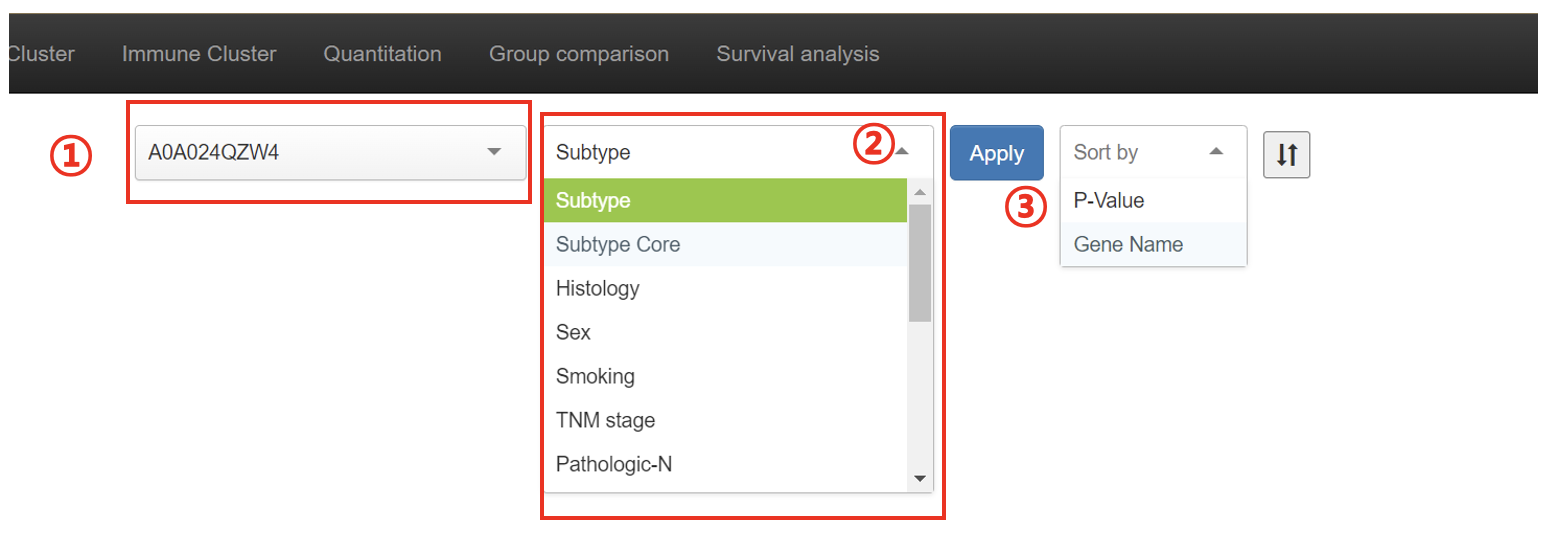 Cluster Immune Cluster Quantitation Group comparison Survival analysis
① A0A024QZW4
Subtype ②
Subtype
Subtype Core
Histology
Sex
Smoking
TNM stage
Pathologic-N
Apply
③
Sort by
P-Value
Gene Name